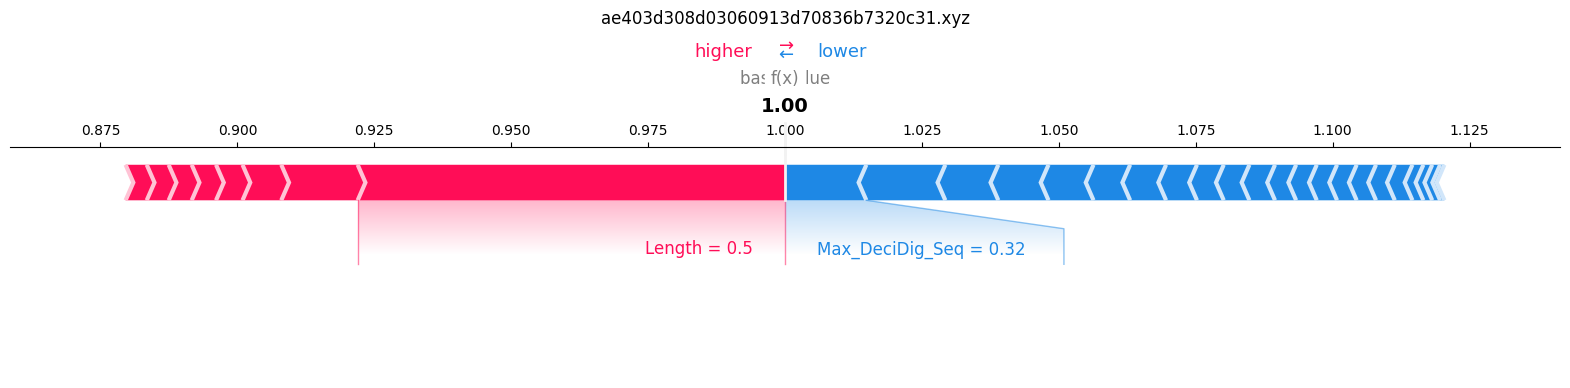 ae403d308d03060913d70836b7320c31.xyz
higher ⇄ lower
f(x)
1.00
0.875 0.900 0.925 0.950 0.975 1.000 1.025 1.050 1.075 1.100 1.125
Length = 0.5 Max_DeciDig_Seq = 0.32